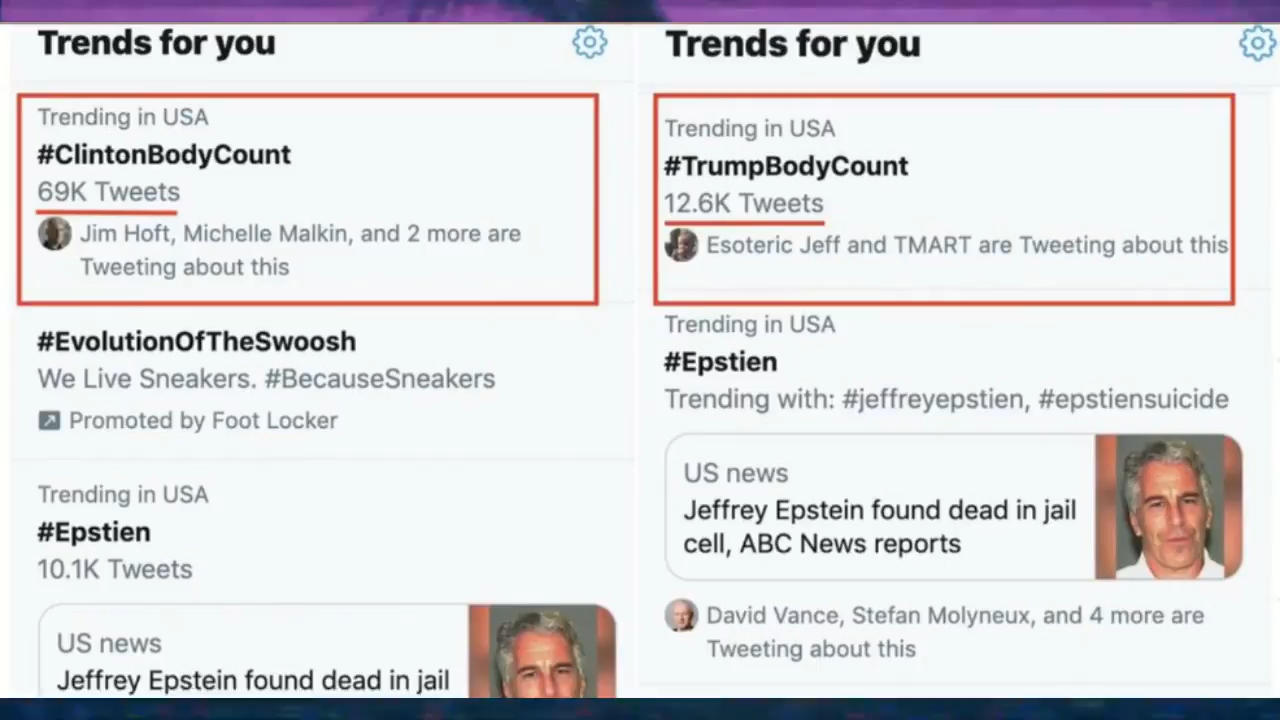 Trends for you
Trending in USA
#ClintonBodyCount
69K Tweets
Jim Hoft, Michelle Malkin, and 2 more are
Tweeting about this
#EvolutionOfTheSwoosh
We Live Sneakers. #BecauseSneakers
Promoted by Foot Locker
Trending in USA
#Epstien
10.1K Tweets
US news
Jeffrey Epstein found dead in jail
Trends for you
Trending in USA
#TrumpBodyCount
12.6K Tweets
Esoteric Jeff and TMART are Tweeting about this
Trending in USA
#Epstien
Trending with: #jeffreyepstien, #epstiensuicide
US news
Jeffrey Epstein found dead in jail
cell, ABC News reports
David Vance, Stefan Molyneux, and 4 more are
Tweeting about this